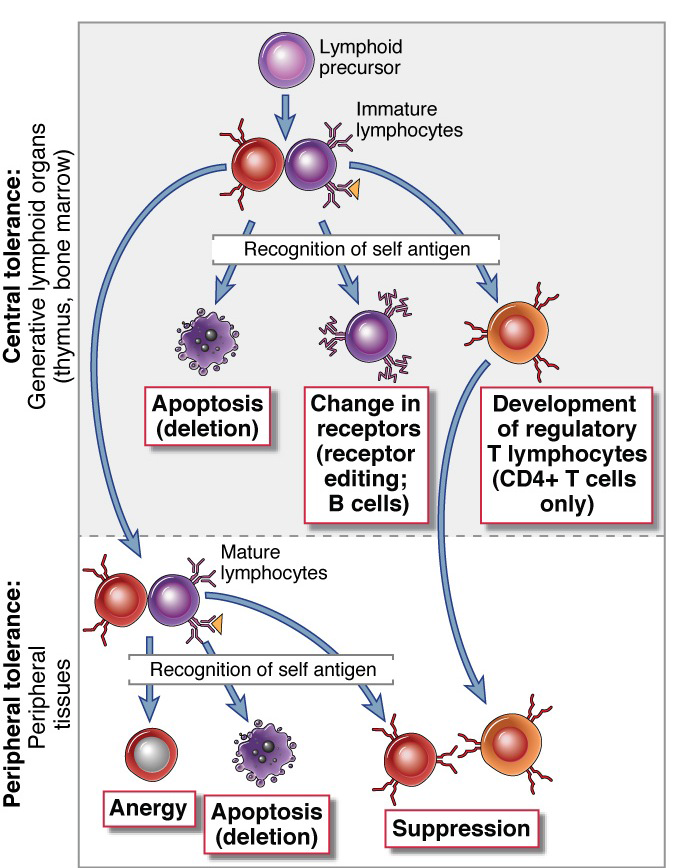 Lymphoid
precursor
Immature
lymphocytes
Central tolerance:
Generative lymphoid organs
(thymus, bone marrow)
Recognition of self antigen
Apoptosis
(deletion)
Change in
receptors
(receptor
editing;
B cells)
Development
of regulatory
T lymphocytes
(CD4+ T cells
only)
Mature
lymphocytes
Peripheral tolerance:
Peripheral
tissues
Recognition of self antigen
Anergy
Apoptosis
(deletion)
Suppression